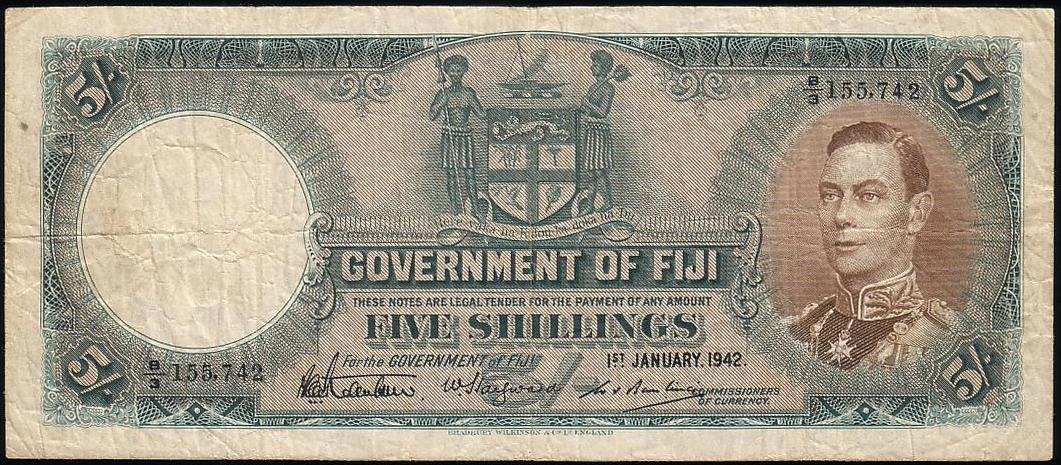 5/-
5/-
B/3 155,742
GOVERNMENT OF FIJI
THESE NOTES ARE LEGAL TENDER FOR THE PAYMENT OF ANY AMOUNT
FIVE SHILLINGS
For the GOVERNMENT of FIJI
1ST JANUARY, 1942.
B/3 155,742
5/-
W. Hayward
COMMISSIONERS
OF CURRENCY.
5/-
BRADBURY, WILKINSON & Co Ld ENGLAND